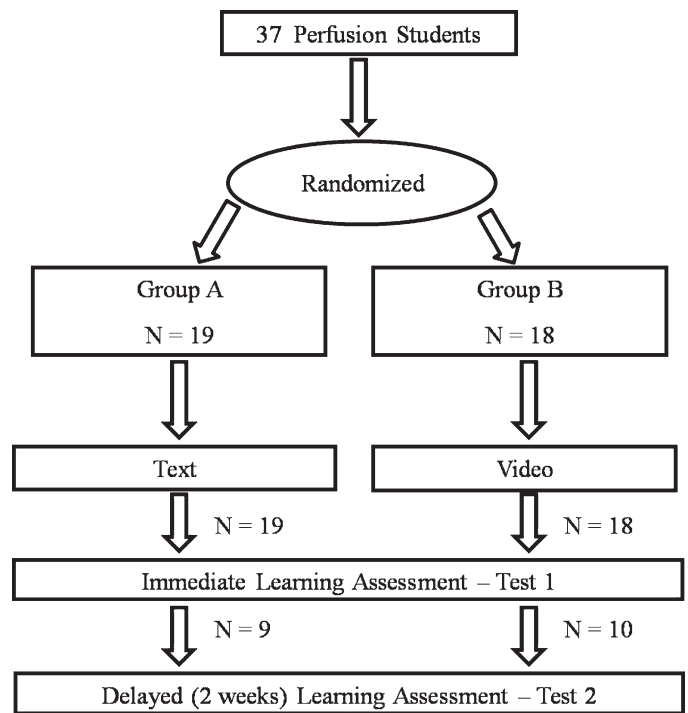 37 Perfusion Students
Randomized
Group A
N = 19
Group B
N = 18
Text
Video
N = 19
N = 18
Immediate Learning Assessment – Test 1
N = 9
N = 10
Delayed (2 weeks) Learning Assessment – Test 2